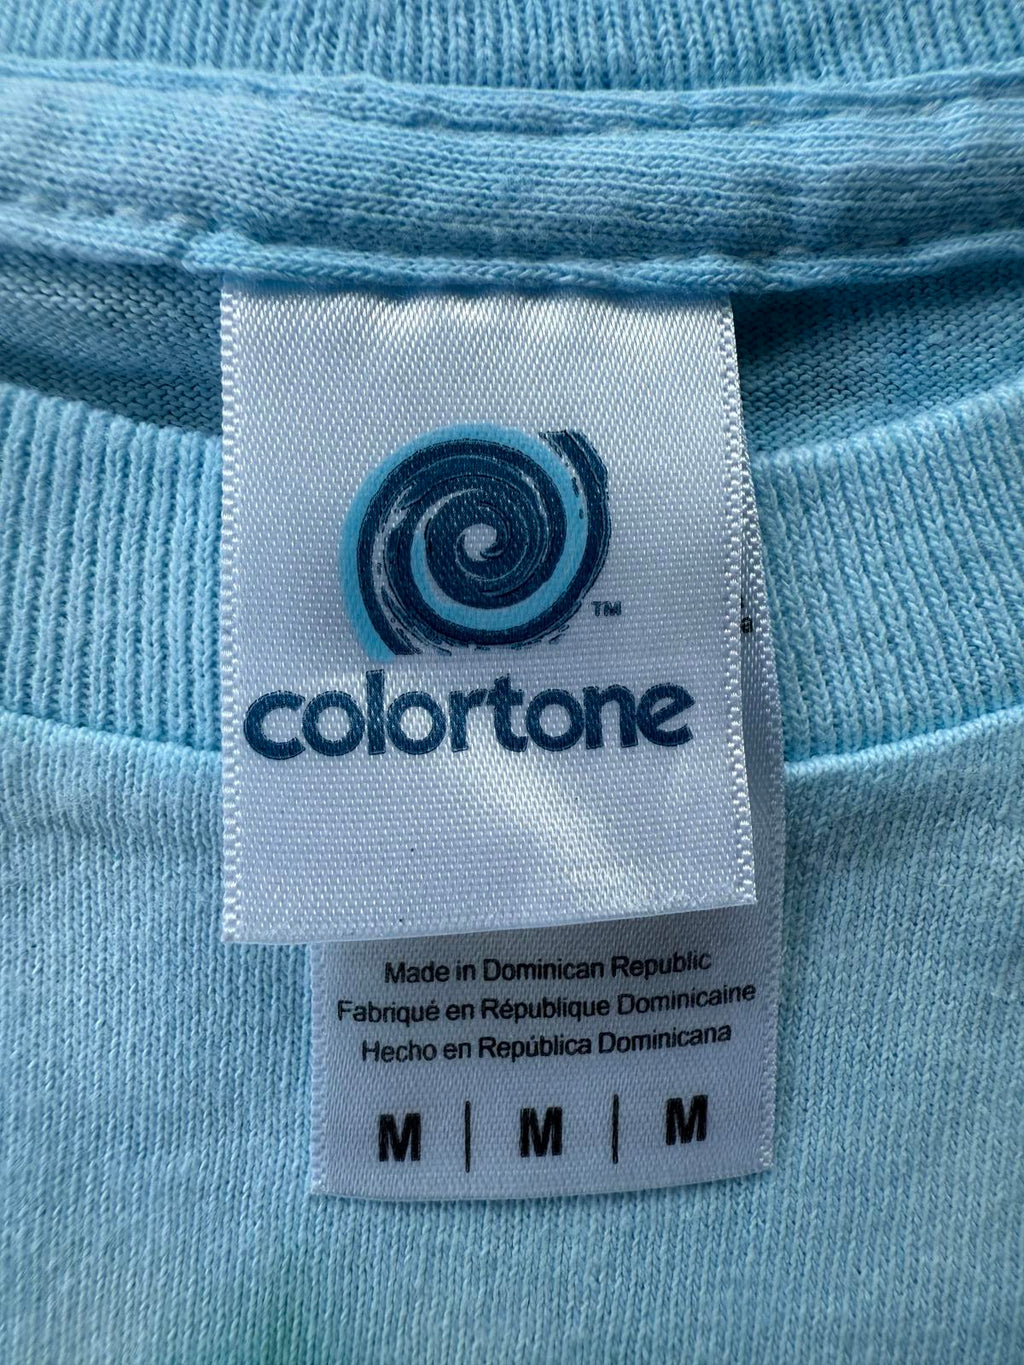 TM
colortone
a
Made in Dominican Republic
Fabriqué en République Dominicaine
Hecho en República Dominicana
M | M | M